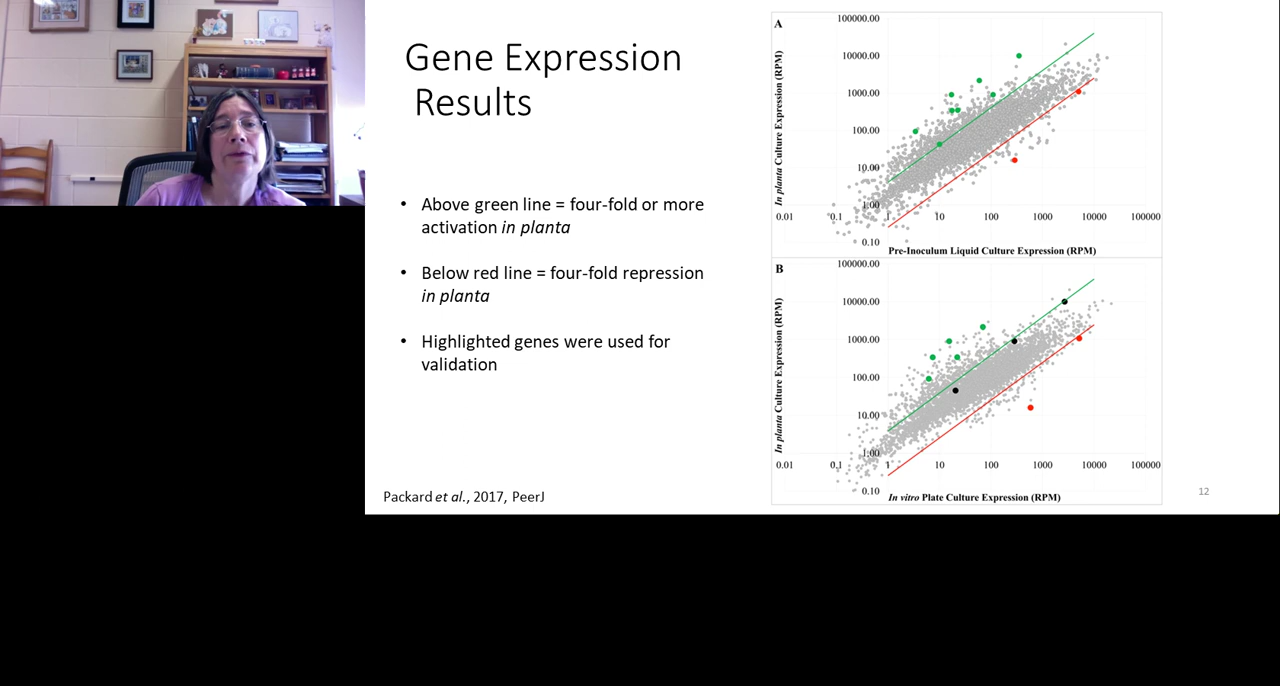 Gene Expression
Results
• Above green line = four-fold or more
activation in planta
• Below red line = four-fold repression
in planta
• Highlighted genes were used for
validation
Packard et al., 2017, PeerJ
A
In planta Culture Expression (RPM)
100000.00
10000.00
1000.00
100.00
10.00
1.00
0.10
0.01 0.1 1 10 100 1000 10000 100000
Pre-Inoculum Liquid Culture Expression (RPM)
B
In planta Culture Expression (RPM)
100000.00
10000.00
1000.00
100.00
10.00
1.00
0.10
0.01 0.1 1 10 100 1000 10000 100000
In vitro Plate Culture Expression (RPM)
12